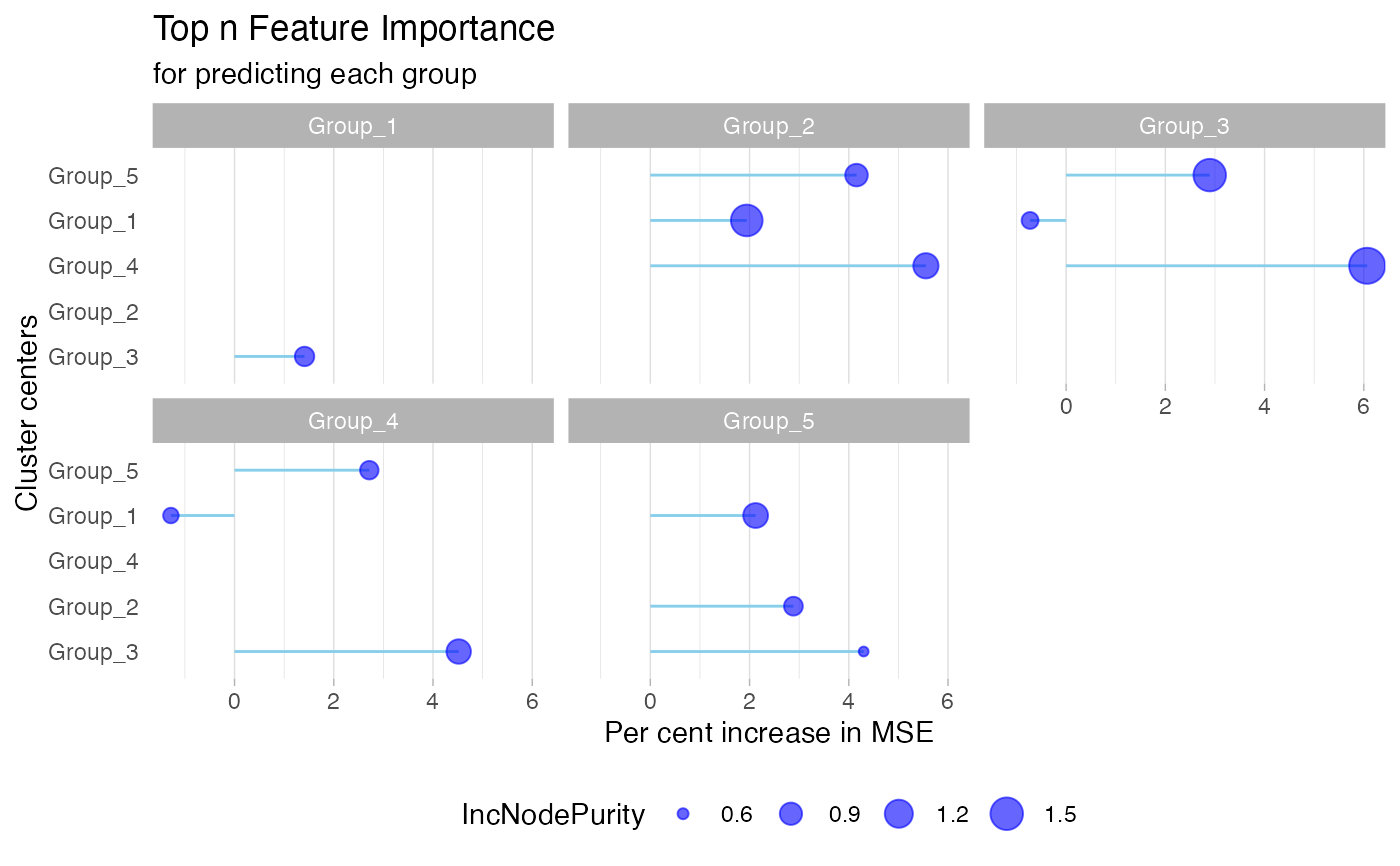 Top n Feature Importance
for predicting each group
Group_1
Group_2
Group_3
Group_5
Group_1
Group_4
Group_2
Group_3
0 2 4 6
Group_4
Group_5
Group_5
Group_1
Group_4
Group_2
Group_3
0 2 4 6
0 2 4 6
Cluster centers
Per cent increase in MSE
IncNodePurity 0.6 0.9 1.2 1.5